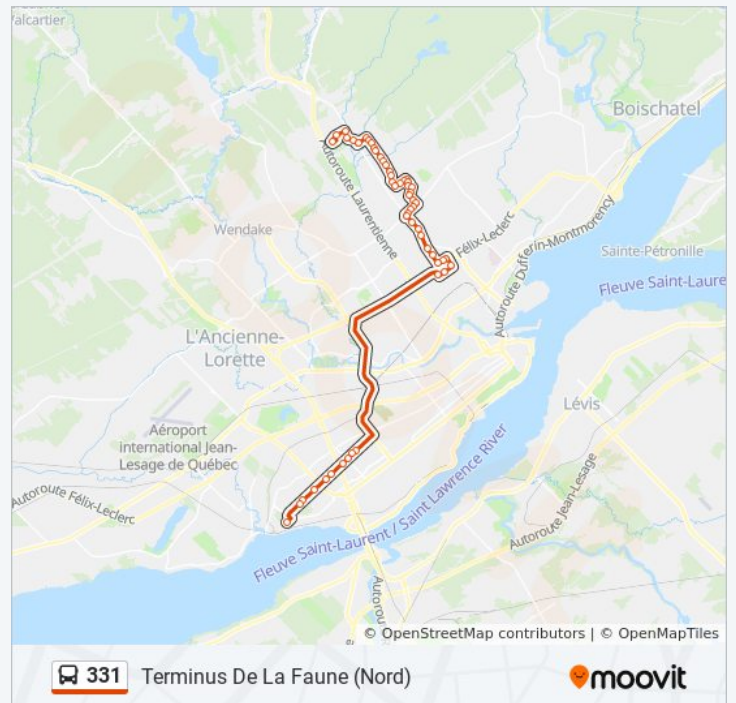 alcartier
Boischatel
Autoroute Laurentienne
Wendake
Félix-Leclerc
Autoroute Dufferin-Montmorency
Sainte-Pétronille
Fleuve Saint-Laure
L'Ancienne-
Lorette
Lévis
Aéroport
international Jean-
Lesage de Québec
Autoroute Félix-Leclerc
Fleuve Saint-Laurent / Saint Lawrence River
Autoroute Jean-Lesage
Autorou
© OpenStreetMap contributors | © OpenMapTiles
331 Terminus De La Faune (Nord)
moovit